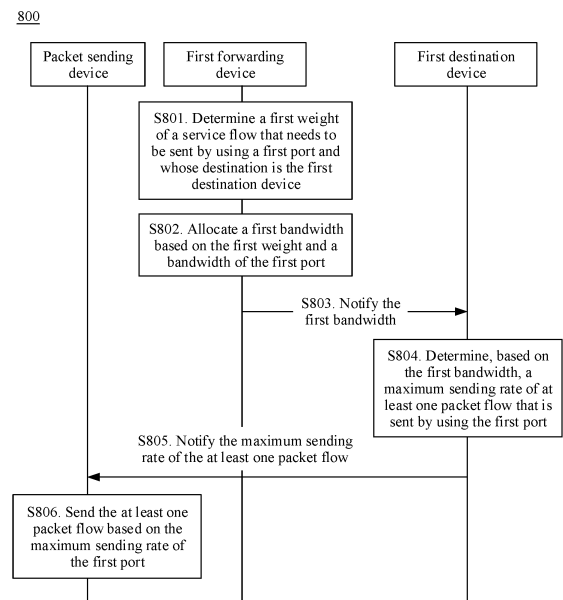 800
Packet sending
device
First forwarding
device
First destination
device
S801. Determine a first weight
of a service flow that needs to
be sent by using a first port and
whose destination is the first
destination device
S802. Allocate a first bandwidth
based on the first weight and a
bandwidth of the first port
S803. Notify the
first bandwidth
S804. Determine, based on
the first bandwidth, a
maximum sending rate of at
least one packet flow that is
sent by using the first port
S805. Notify the maximum sending
rate of the at least one packet flow
S806. Send the at least one
packet flow based on the
maximum sending rate of
the first port